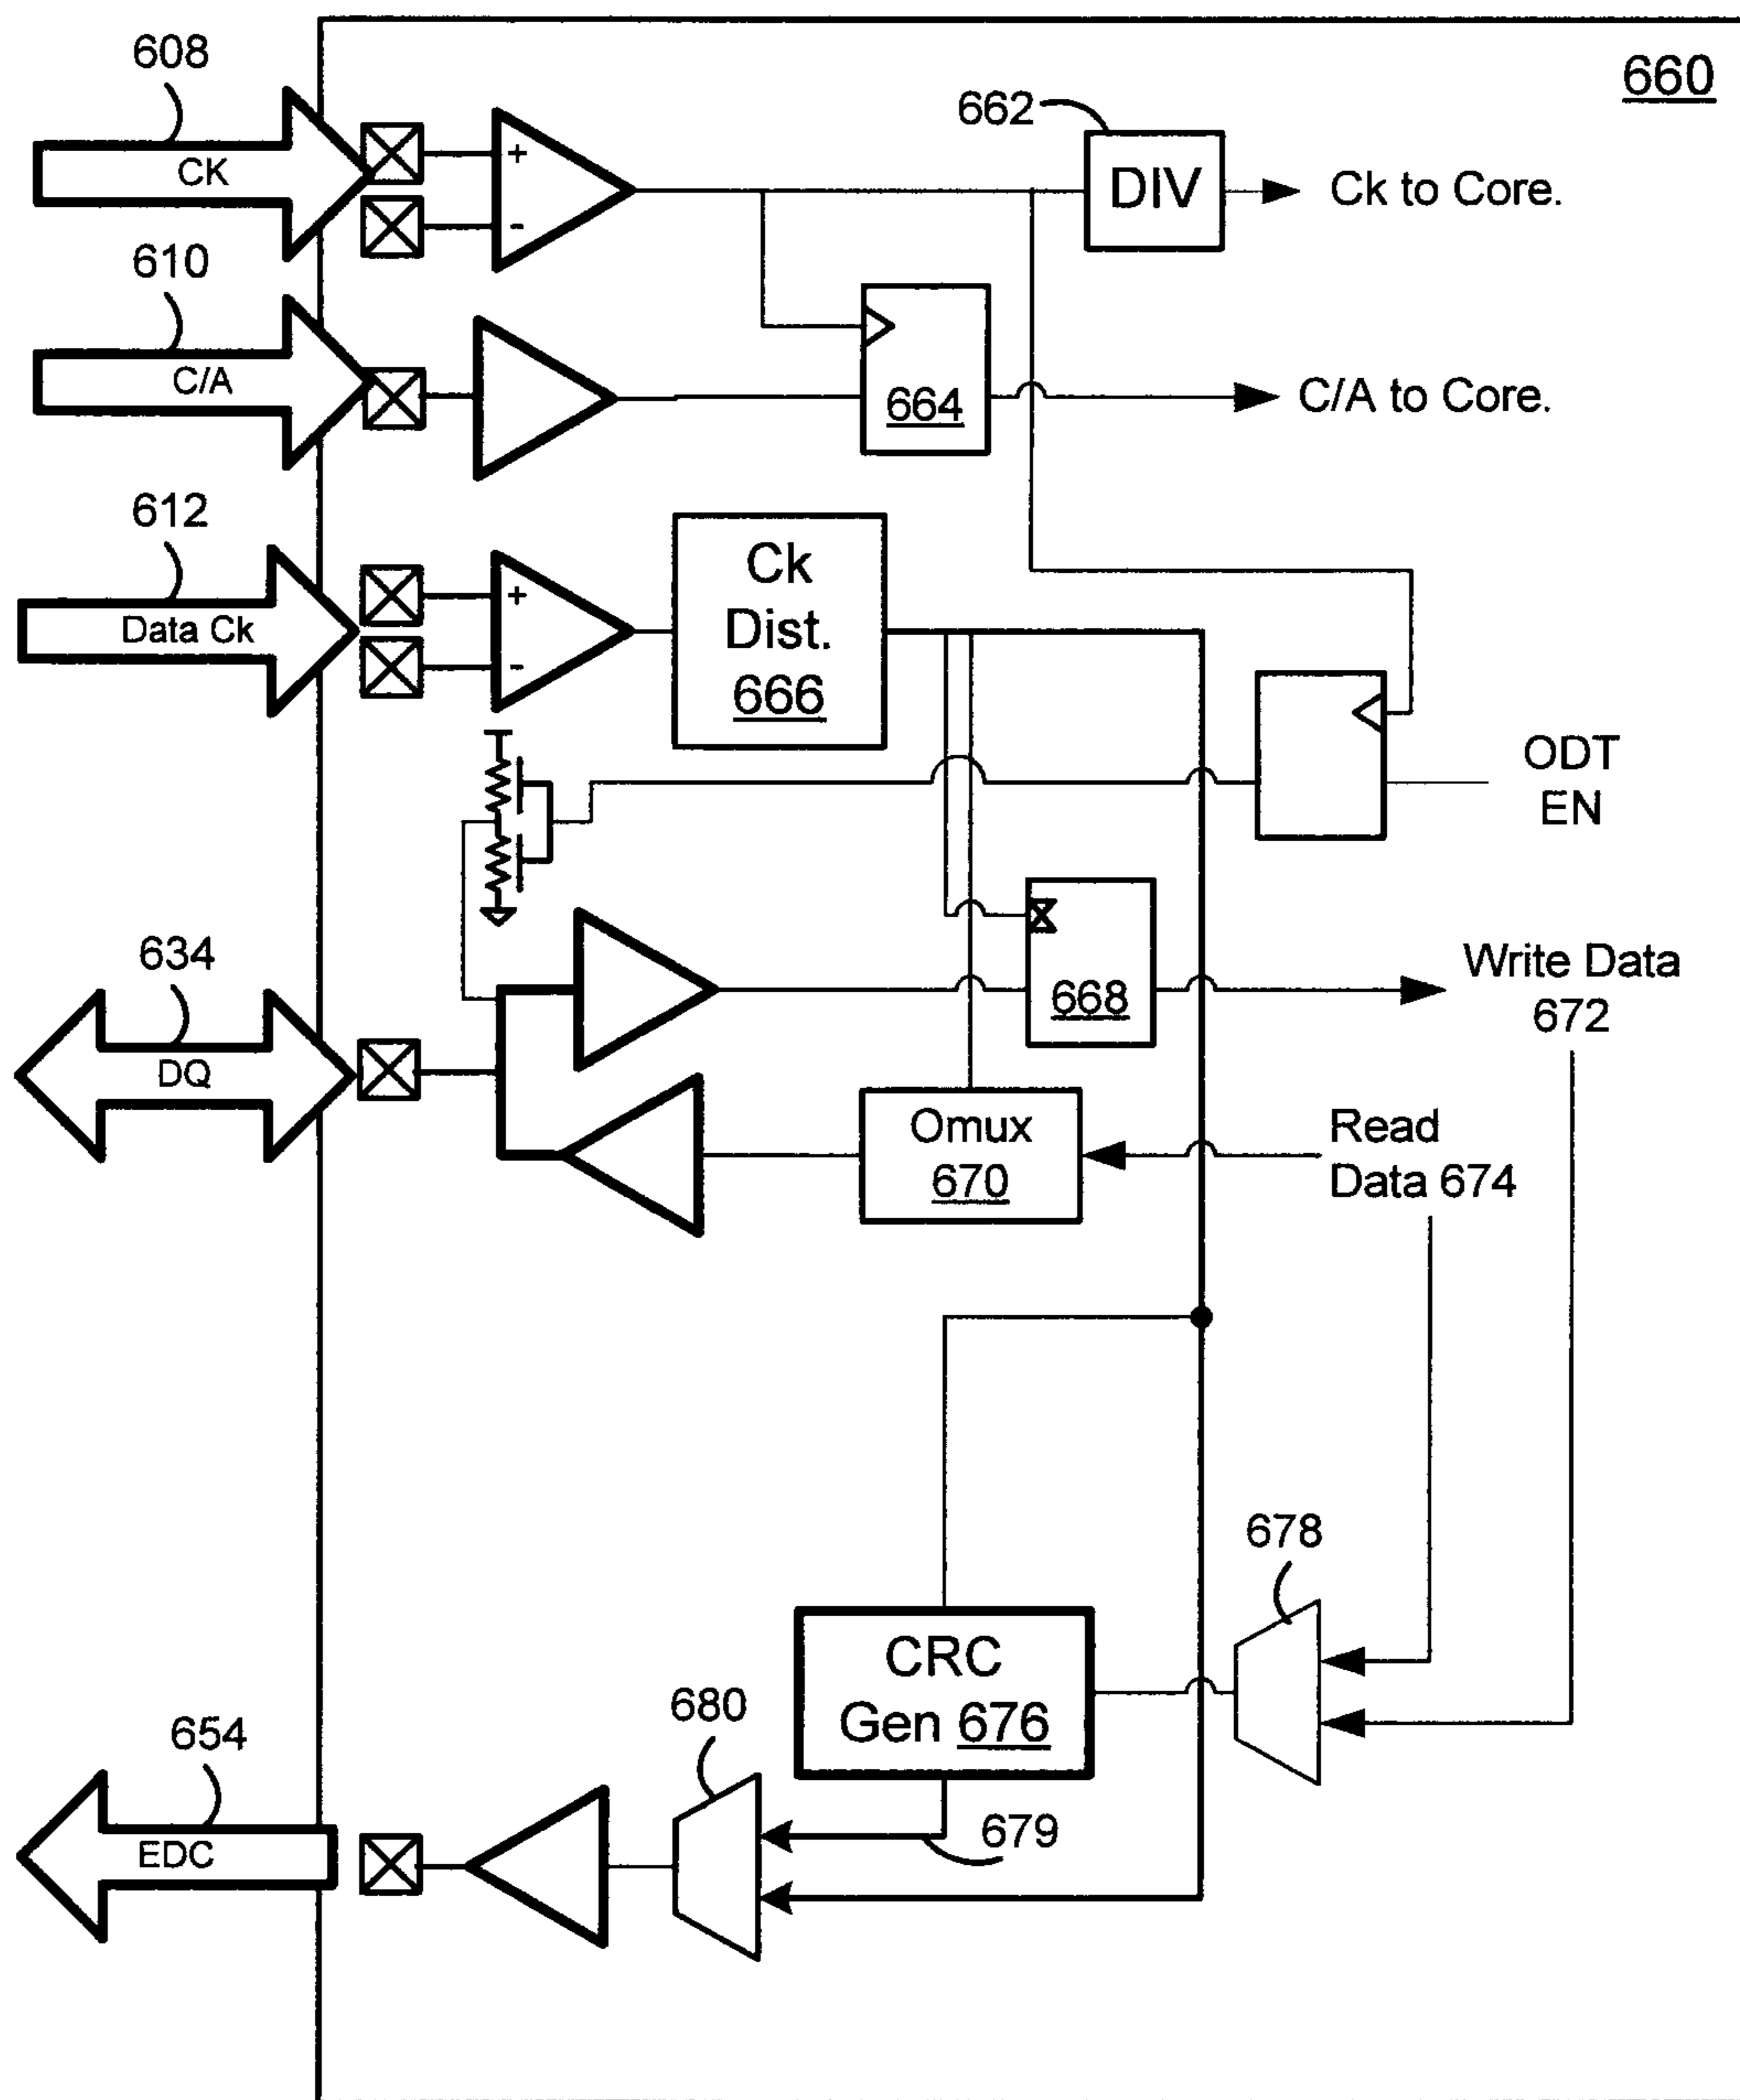 660
608
CK
+
-
662
DIV
Ck to Core.
610
C/A
664
C/A to Core.
612
Data Ck
+
-
Ck
Dist.
666
ODT
EN
634
DQ
668
Write Data
672
Omux
670
Read
Data 674
678
CRC
Gen 676
680
679
654
EDC